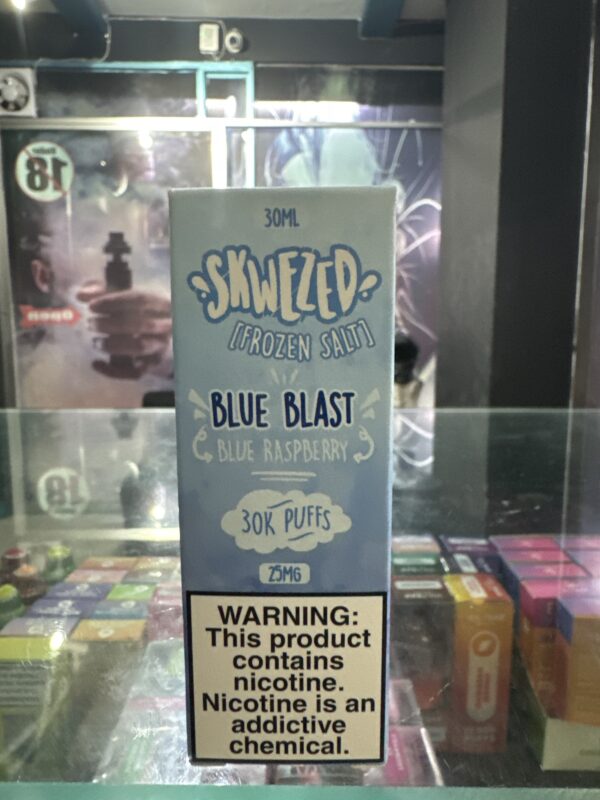 30ML
SKWEZED
[FROZEN SALT]
BLUE BLAST
BLUE RASPBERRY
30K PUFFS
25MG
WARNING:
This product
contains
nicotine.
Nicotine is an
addictive
chemical.
18
Open
18